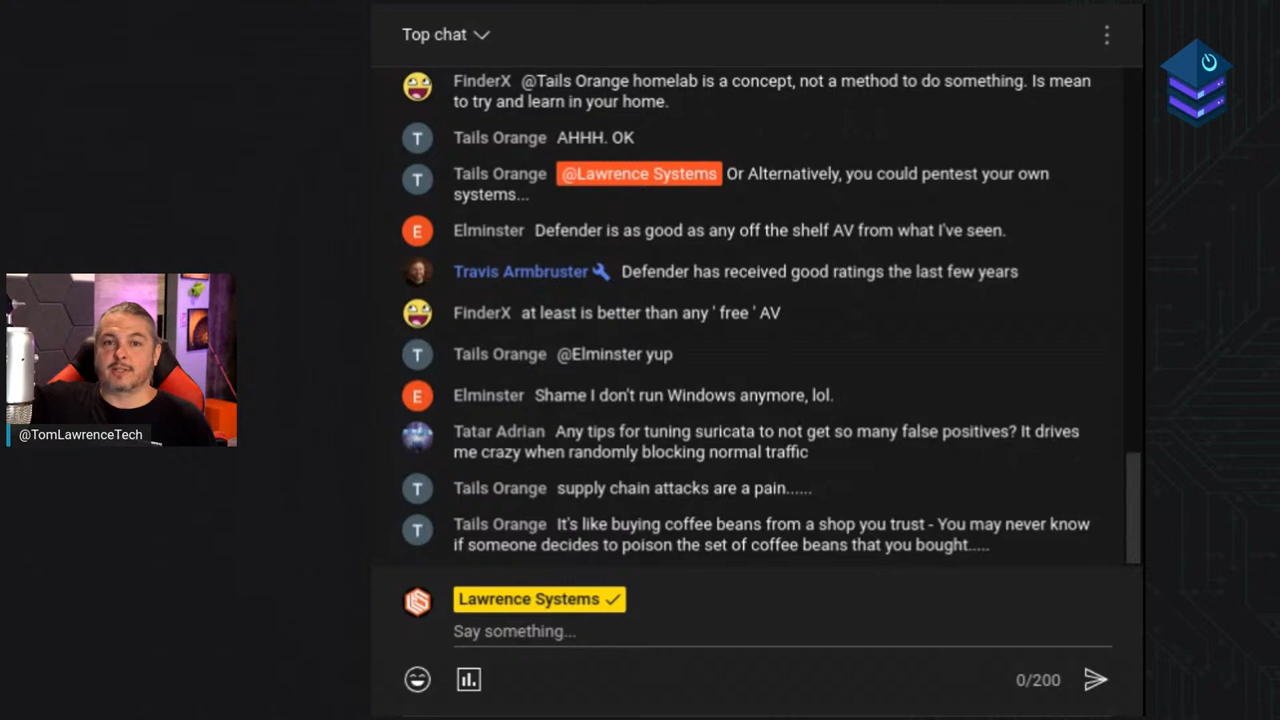 Top chat
FinderX @Tails Orange homelab is a concept, not a method to do something. Is mean
to try and learn in your home.
Tails Orange AHHH. OK
Tails Orange @Lawrence Systems Or Alternatively, you could pentest your own
systems...
Elminster Defender is as good as any off the shelf AV from what I've seen.
Travis Armbruster Defender has received good ratings the last few years
FinderX at least is better than any ' free ' AV
Tails Orange @Elminster yup
Elminster Shame I don't run Windows anymore, lol.
Tatar Adrian Any tips for tuning suricata to not get so many false positives? It drives
me crazy when randomly blocking normal traffic
Tails Orange supply chain attacks are a pain......
Tails Orange It's like buying coffee beans from a shop you trust - You may never know
if someone decides to poison the set of coffee beans that you bought.....
Lawrence Systems
Say something...
0/200
@TomLawrenceTech
T
T
E
T
E
T
T